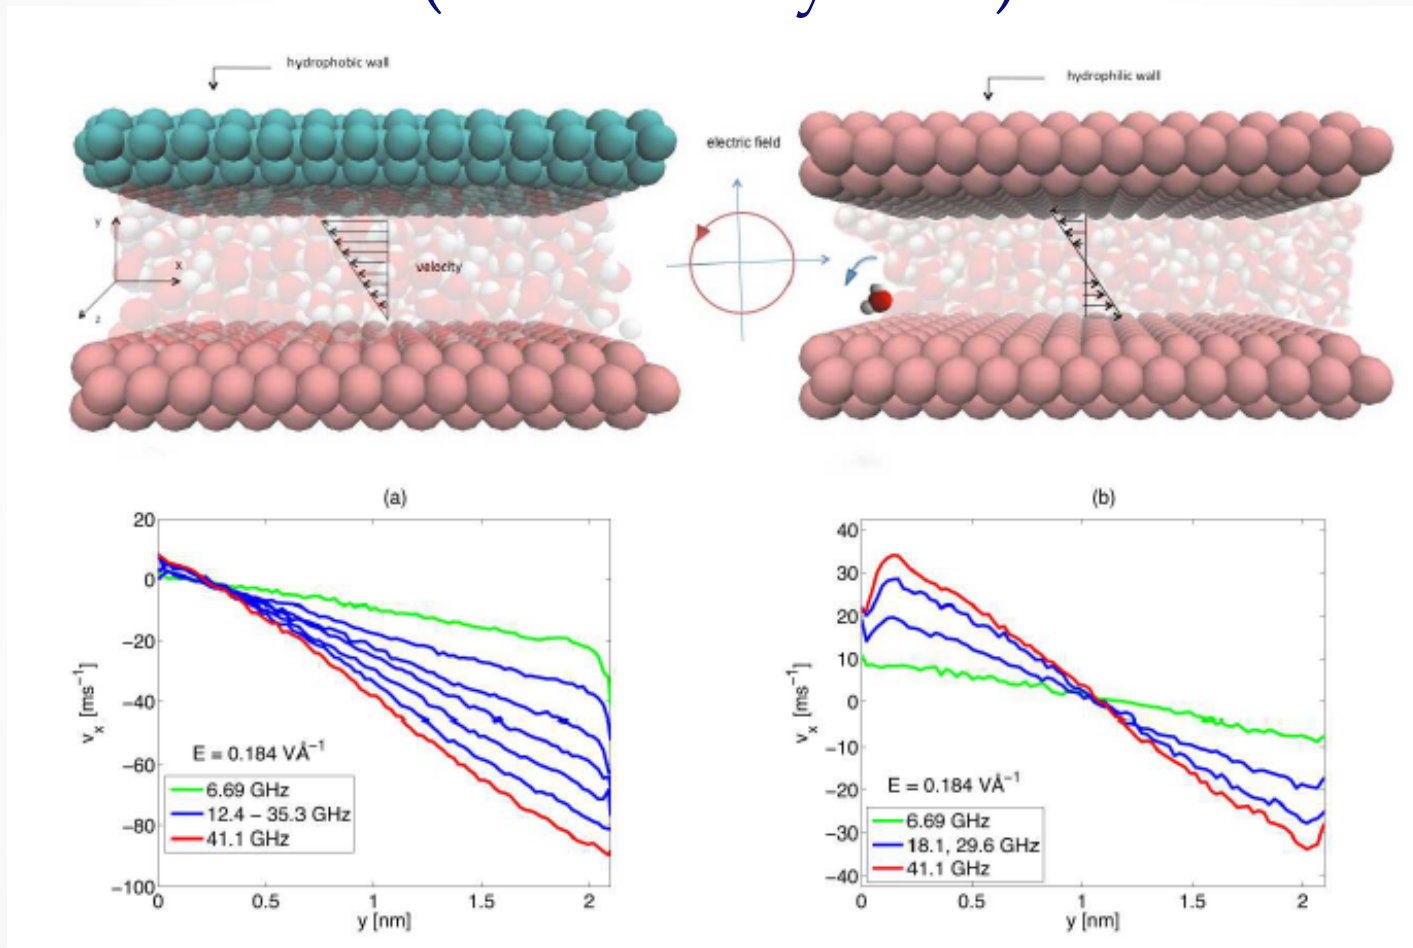 hydrophobic wall
hydrophilic wall
electric field
y
x
z
velocity
(a)
20
0
−20
−40
−60
−80
−100
v_x [ms⁻¹]
E = 0.184 VÅ⁻¹
6.69 GHz
12.4 − 35.3 GHz
41.1 GHz
0 0.5 1 1.5 2
y [nm]
(b)
40
30
20
10
0
−10
−20
−30
−40
v_x [ms⁻¹]
E = 0.184 VÅ⁻¹
6.69 GHz
18.1, 29.6 GHz
41.1 GHz
0 0.5 1 1.5 2
y [nm]